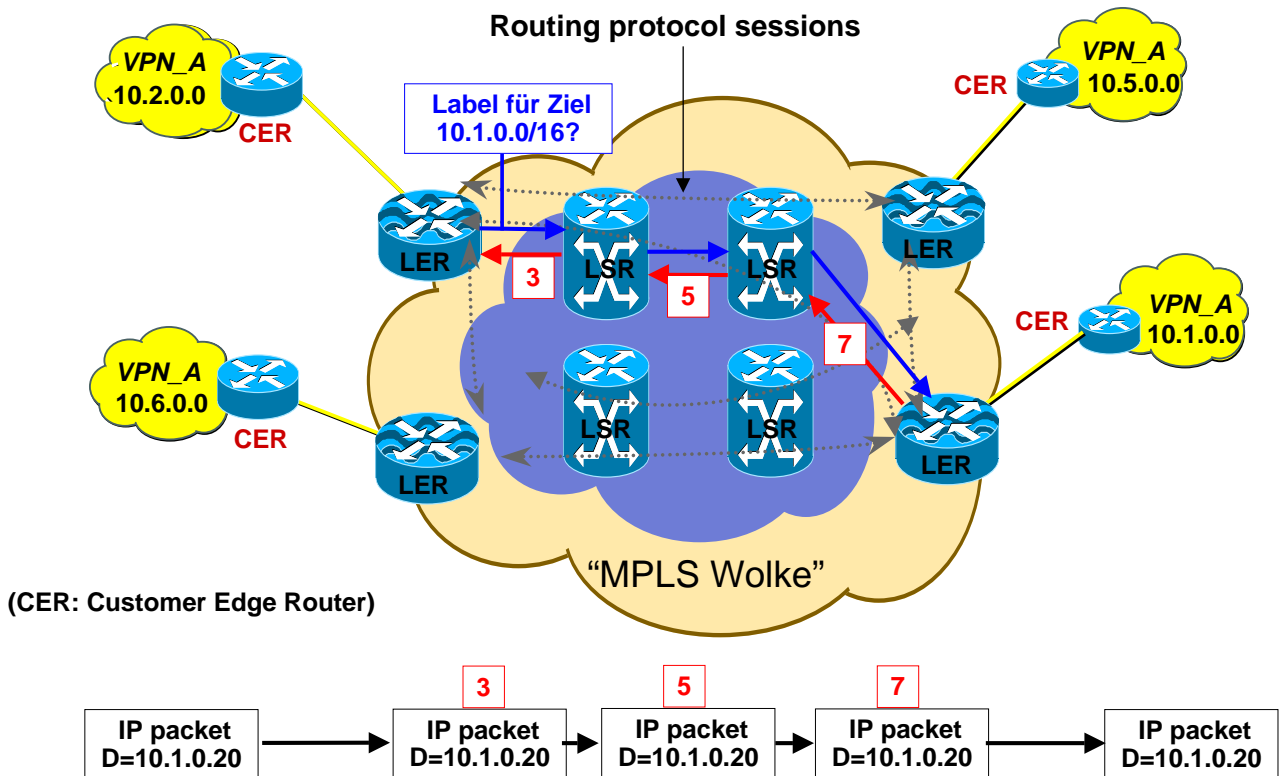 Routing protocol sessions
VPN_A
10.2.0.0
CER
Label für Ziel
10.1.0.0/16?
CER
VPN_A
10.5.0.0
LER
LSR
LSR
LER
3
5
7
CER
VPN_A
10.1.0.0
VPN_A
10.6.0.0
CER
LER
LSR
LSR
LER
“MPLS Wolke”
(CER: Customer Edge Router)
3
5
7
IP packet
D=10.1.0.20
IP packet
D=10.1.0.20
IP packet
D=10.1.0.20
IP packet
D=10.1.0.20
IP packet
D=10.1.0.20